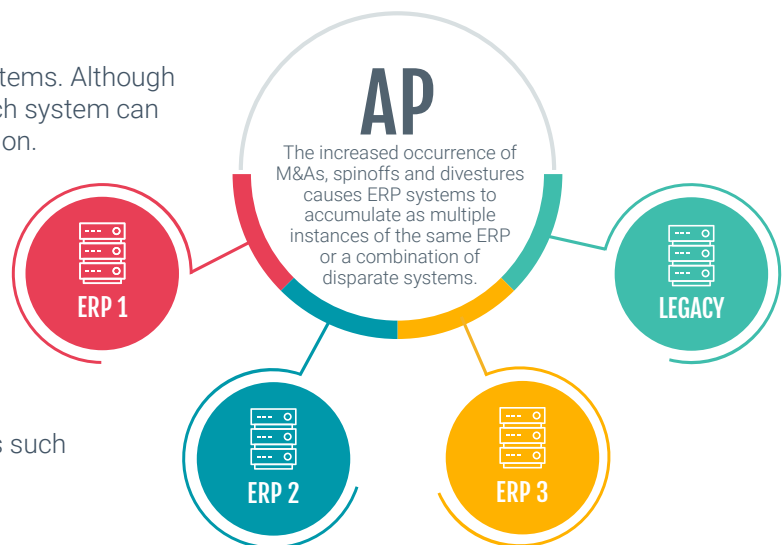 tems. Although
ch system can
on.
AP
The increased occurrence of
M&As, spinoffs and divestures
causes ERP systems to
accumulate as multiple
instances of the same ERP
or a combination of
disparate systems.
ERP 1
LEGACY
s such
ERP 2
ERP 3